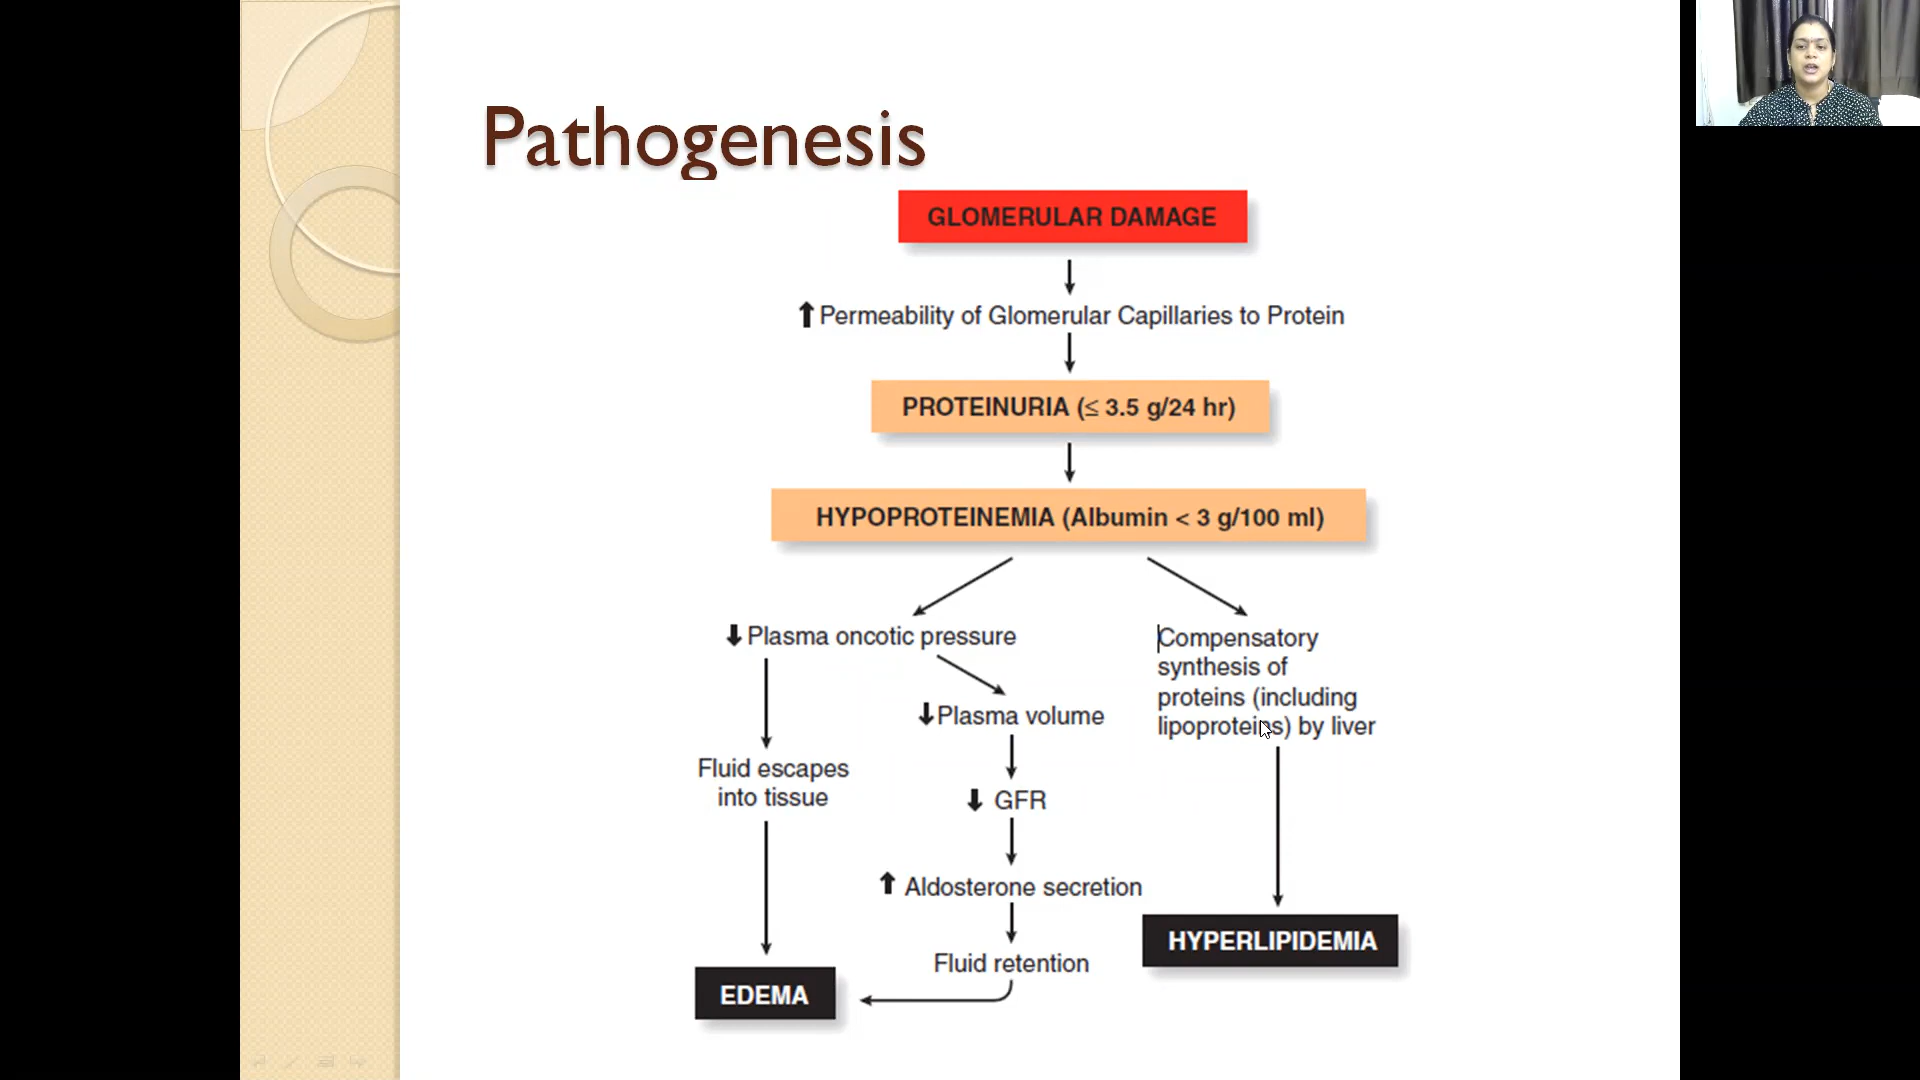 Pathogenesis
GLOMERULAR DAMAGE
⬆ Permeability of Glomerular Capillaries to Protein
PROTEINURIA (≤ 3.5 g/24 hr)
HYPOPROTEINEMIA (Albumin < 3 g/100 ml)
⬇ Plasma oncotic pressure
Compensatory
synthesis of
proteins (including
lipoproteins) by liver
⬇ Plasma volume
Fluid escapes
into tissue
⬇ GFR
⬆ Aldosterone secretion
HYPERLIPIDEMIA
Fluid retention
EDEMA